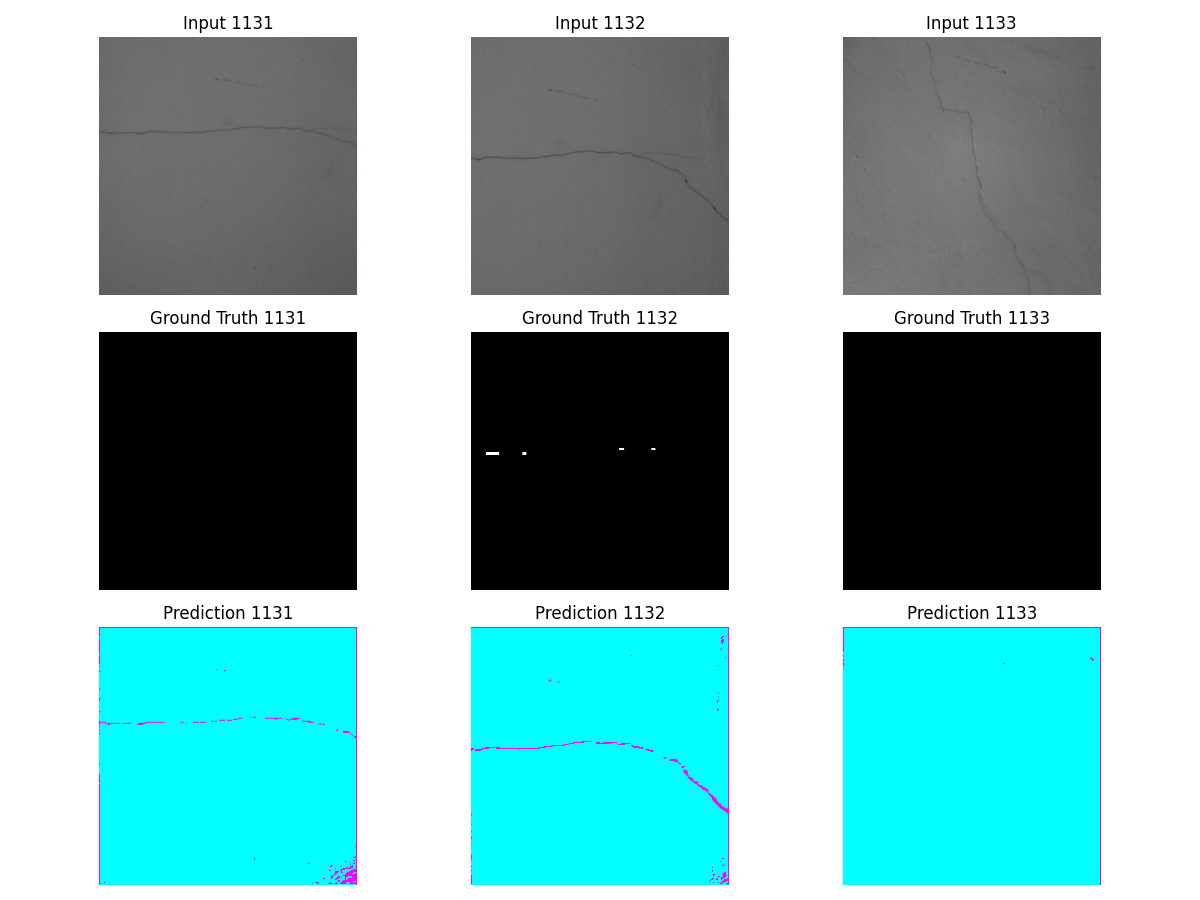 Input 1131
Input 1132
Input 1133
Ground Truth 1131
Ground Truth 1132
Ground Truth 1133
Prediction 1131
Prediction 1132
Prediction 1133